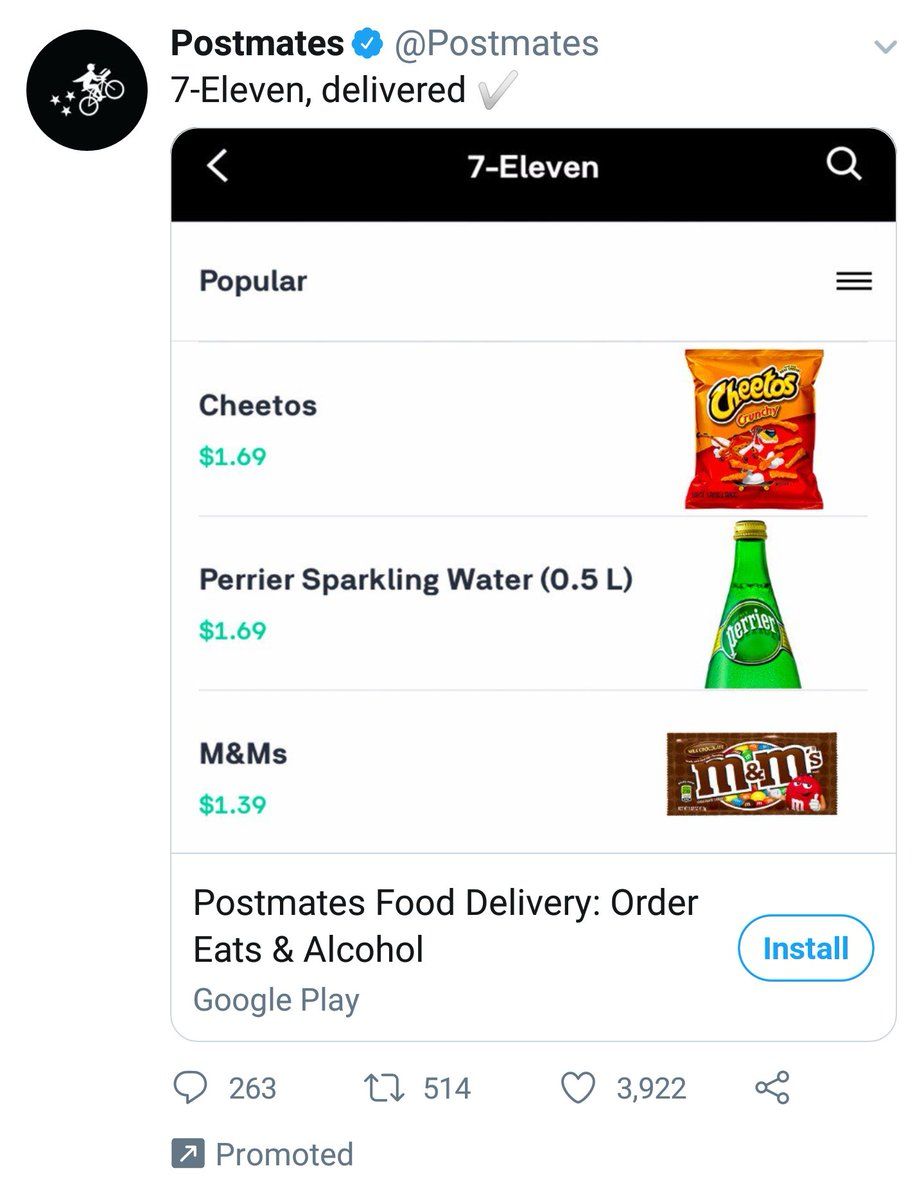 Postmates @Postmates
7-Eleven, delivered ✔
7-Eleven
Popular
Cheetos
$1.69
Cheetos
Crunchy
Perrier Sparkling Water (0.5 L)
$1.69
perrier
M&Ms
$1.39
MILK CHOCOLATE
m&m's
m
Postmates Food Delivery: Order
Eats & Alcohol
Install
Google Play
263 514 3,922
Promoted